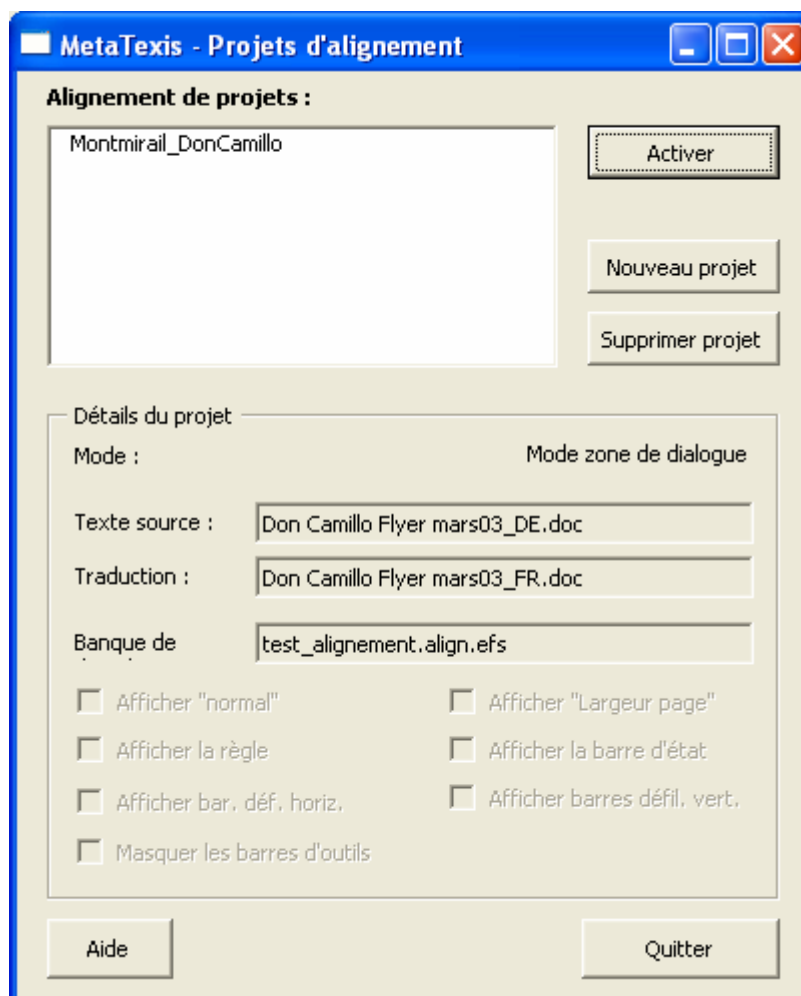 MetaTexis - Projets d'alignement
Alignement de projets :
Montmirail_DonCamillo
Activer
Nouveau projet
Supprimer projet
Détails du projet
Mode :
Mode zone de dialogue
Texte source :
Don Camillo Flyer mars03_DE.doc
Traduction :
Don Camillo Flyer mars03_FR.doc
Banque de
test_alignement.align.efs
Afficher "normal"
Afficher "Largeur page"
Afficher la règle
Afficher la barre d'état
Afficher bar. déf. horiz.
Afficher barres défil. vert.
Masquer les barres d'outils
Aide
Quitter